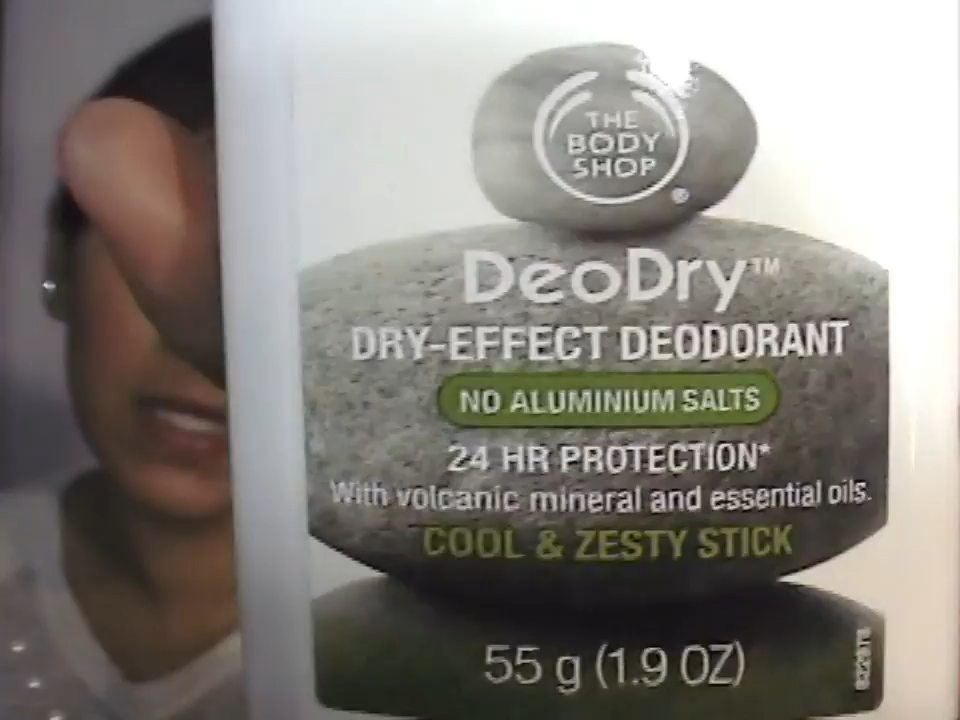 THE
BODY
SHOP
®
DeoDry™
DRY-EFFECT DEODORANT
NO ALUMINIUM SALTS
24 HR PROTECTION*
With volcanic mineral and essential oils.
COOL & ZESTY STICK
55 g (1.9 OZ)